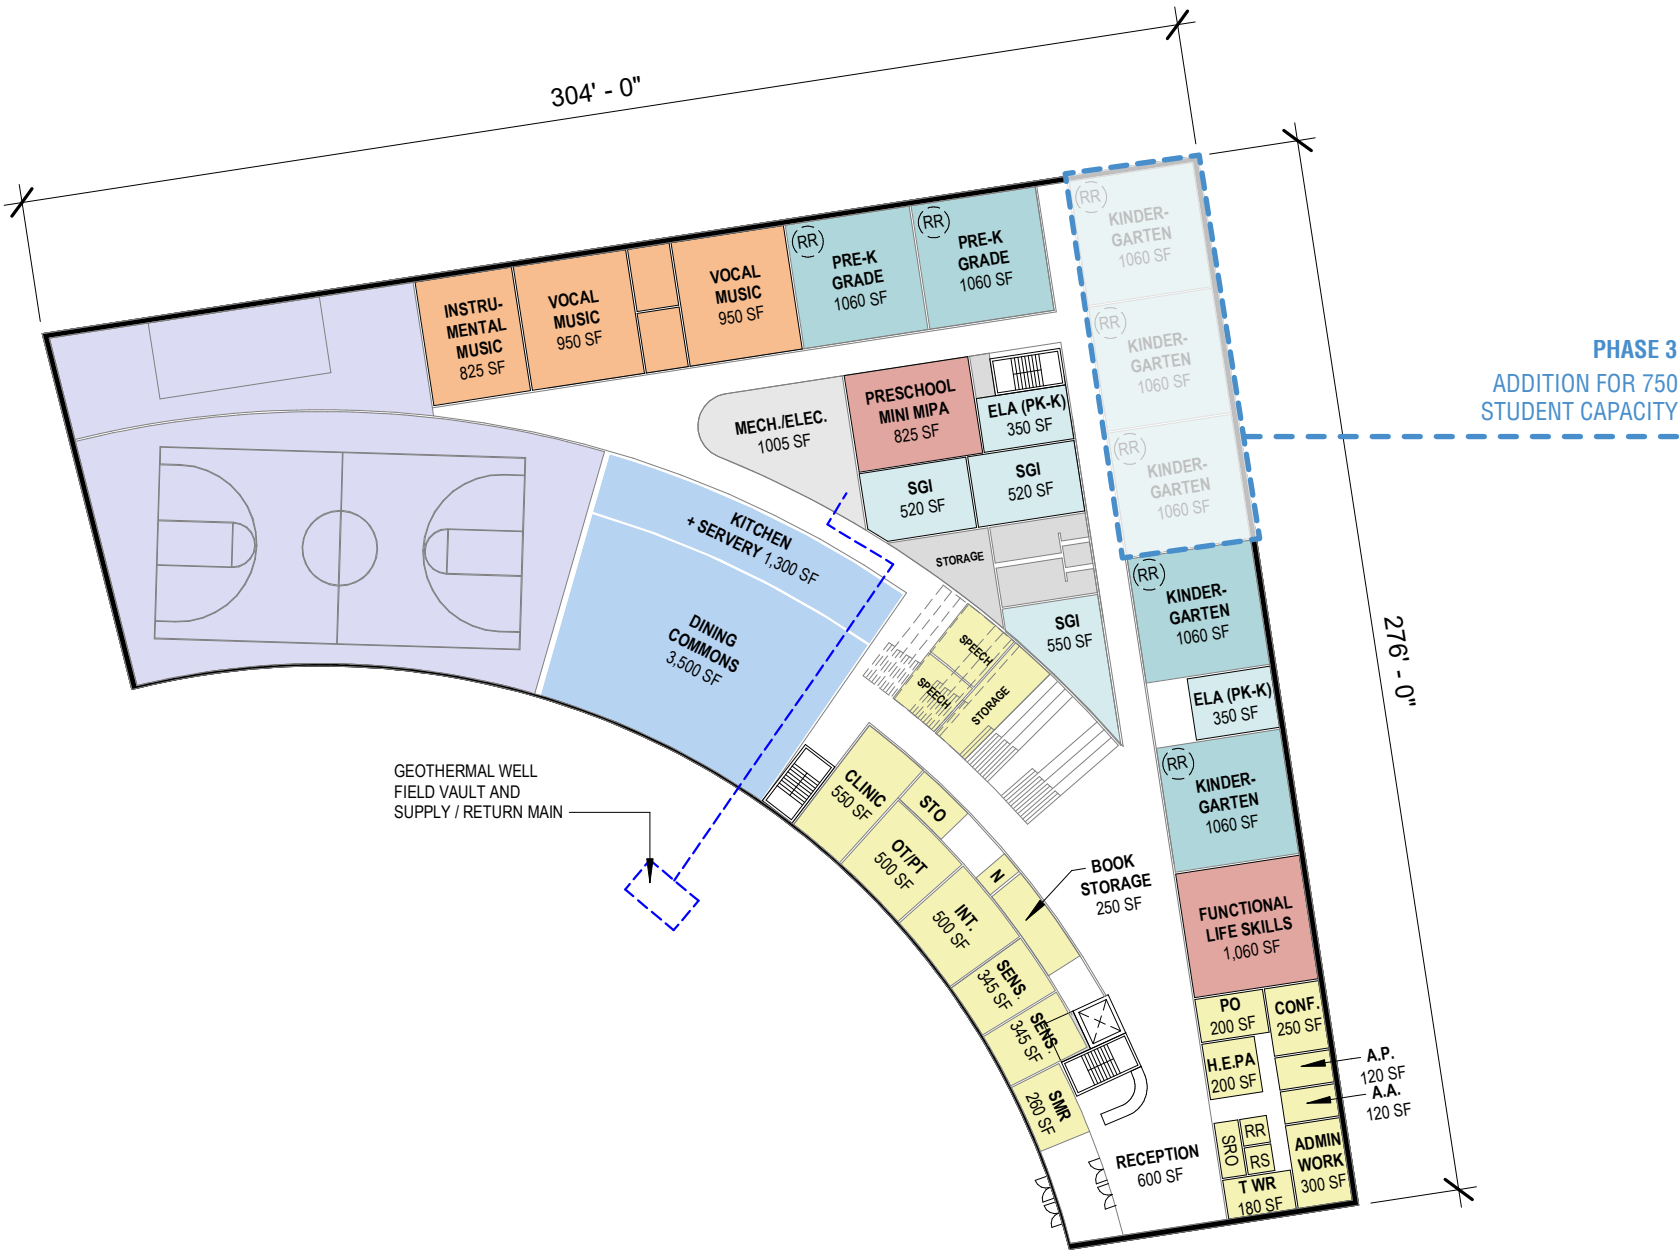 304' - 0"
(RR)
KINDER-
GARTEN
1060 SF
(RR)
KINDER-
GARTEN
1060 SF
(RR)
KINDER-
GARTEN
1060 SF
PHASE 3
ADDITION FOR 750
STUDENT CAPACITY
(RR)
PRE-K
GRADE
1060 SF
(RR)
PRE-K
GRADE
1060 SF
INSTRU-
MENTAL
MUSIC
825 SF
VOCAL
MUSIC
950 SF
VOCAL
MUSIC
950 SF
MECH./ELEC.
1005 SF
PRESCHOOL
MINI MIPA
825 SF
ELA (PK-K)
350 SF
SGI
520 SF
SGI
520 SF
STORAGE
SGI
550 SF
KITCHEN
+ SERVERY 1,300 SF
DINING
COMMONS
3,500 SF
SPEECH
SPEECH
STORAGE
(RR)
KINDER-
GARTEN
1060 SF
ELA (PK-K)
350 SF
(RR)
KINDER-
GARTEN
1060 SF
276' - 0"
GEOTHERMAL WELL
FIELD VAULT AND
SUPPLY / RETURN MAIN
CLINIC
550 SF
STO
OT/PT
500 SF
N
INT.
500 SF
BOOK
STORAGE
250 SF
SENS.
345 SF
SENS.
345 SF
SMR
260 SF
FUNCTIONAL
LIFE SKILLS
1,060 SF
PO
200 SF
CONF.
250 SF
H.E.PA
200 SF
A.P.
120 SF
A.A.
120 SF
SRO
RR
RS
ADMIN
WORK
300 SF
T WR
180 SF
RECEPTION
600 SF